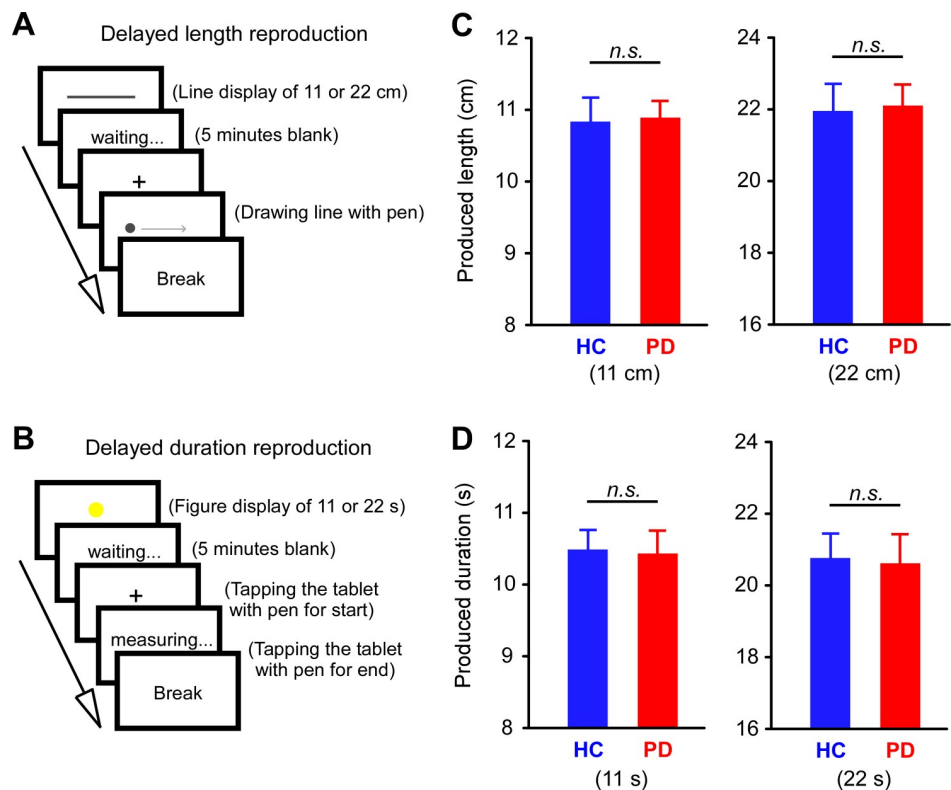 A
Delayed length reproduction
(Line display of 11 or 22 cm)
waiting...
(5 minutes blank)
+
(Drawing line with pen)
Break
B
Delayed duration reproduction
(Figure display of 11 or 22 s)
waiting...
(5 minutes blank)
+
(Tapping the tablet
with pen for start)
measuring...
(Tapping the tablet
with pen for end)
Break
C
Produced length (cm)
12
11
10
9
8
n.s.
HC PD
(11 cm)
24
22
20
18
16
n.s.
HC PD
(22 cm)
D
Produced duration (s)
12
11
10
9
8
n.s.
HC PD
(11 s)
24
22
20
18
16
n.s.
HC PD
(22 s)